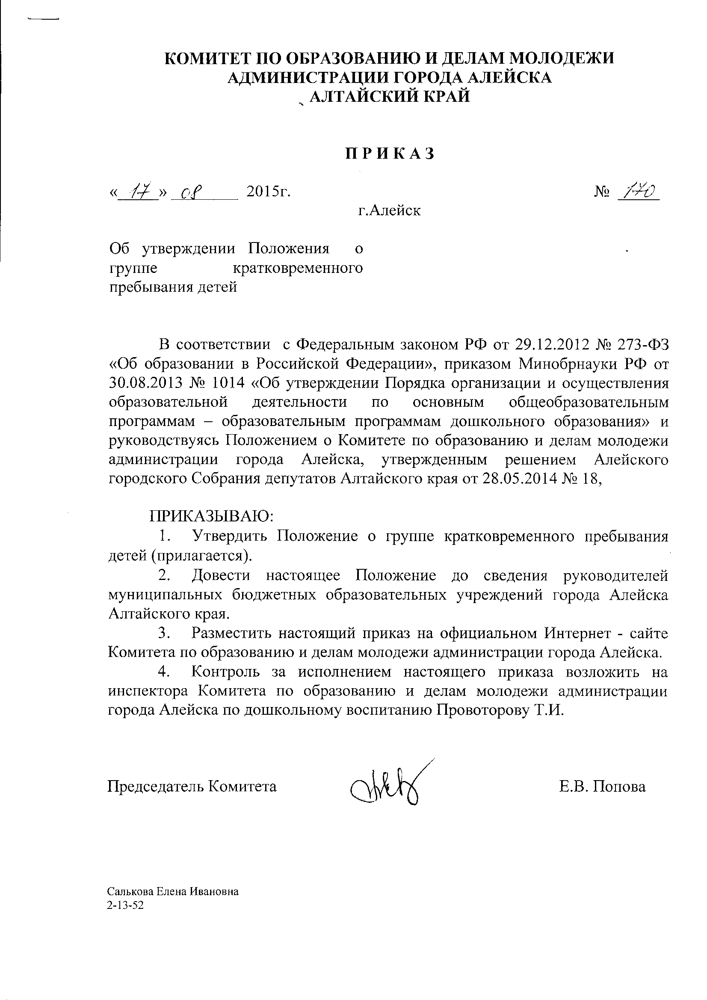 КОМИТЕТ ПО ОБРАЗОВАНИЮ И ДЕЛАМ МОЛОДЕЖИ
АДМИНИСТРАЦИИ ГОРОДА АЛЕЙСКА
АЛТАЙСКИЙ КРАЙ
П Р И К А З
« 17 » 08 2015г. № 170
г.Алейск
Об утверждении Положения о
группе кратковременного
пребывания детей
В соответствии с Федеральным законом РФ от 29.12.2012 № 273-ФЗ
«Об образовании в Российской Федерации», приказом Минобрнауки РФ от
30.08.2013 № 1014 «Об утверждении Порядка организации и осуществления
образовательной деятельности по основным общеобразовательным
программам – образовательным программам дошкольного образования» и
руководствуясь Положением о Комитете по образованию и делам молодежи
администрации города Алейска, утвержденным решением Алейского
городского Собрания депутатов Алтайского края от 28.05.2014 № 18,
ПРИКАЗЫВАЮ:
1. Утвердить Положение о группе кратковременного пребывания
детей (прилагается).
2. Довести настоящее Положение до сведения руководителей
муниципальных бюджетных образовательных учреждений города Алейска
Алтайского края.
3. Разместить настоящий приказ на официальном Интернет - сайте
Комитета по образованию и делам молодежи администрации города Алейска.
4. Контроль за исполнением настоящего приказа возложить на
инспектора Комитета по образованию и делам молодежи администрации
города Алейска по дошкольному воспитанию Провоторову Т.И.
Председатель Комитета Е.В. Попова
Салькова Елена Ивановна
2-13-52